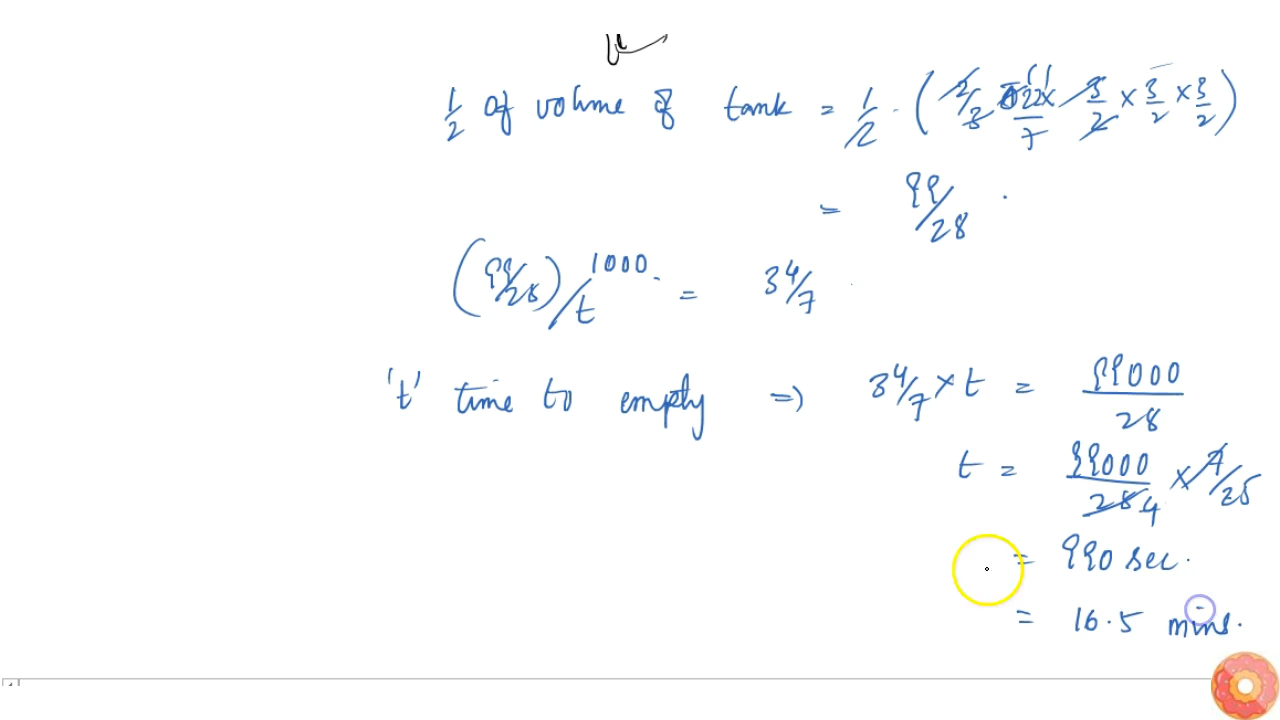 1/2 of volume of tank = 1/2 · ( 2/3 × 22/7 × 3/2 × 3/2 × 3/2 )
= 99/28 ·
(99/28)/t 1000 · = 3 4/7
't' time to empty ⇒ 3 4/7 × t = 99000/28
t = 99000/28 4 × 7/25
= 990 sec.
= 16.5 mins.